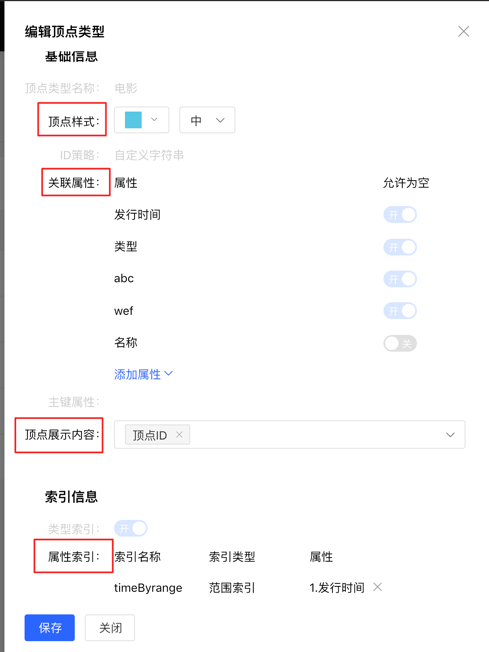 编辑顶点类型
基础信息
顶点类型名称： 电影
顶点样式： 中
ID策略： 自定义字符串
关联属性： 属性 允许为空
发行时间 开
类型 开
abc 开
wef 开
名称 关
添加属性
主键属性：
顶点展示内容： 顶点ID
索引信息
类型索引： 开
属性索引： 索引名称 索引类型 属性
timeByrange 范围索引 1.发行时间
保存 关闭